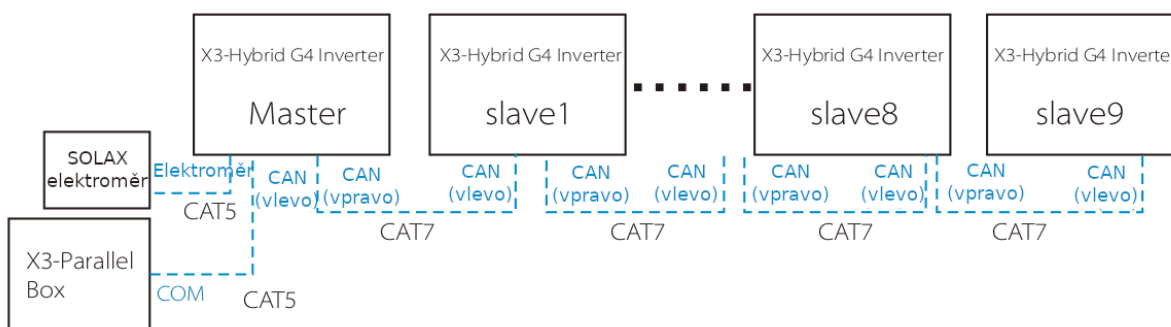 X3-Hybrid G4 Inverter
Master
X3-Hybrid G4 Inverter
slave1
X3-Hybrid G4 Inverter
slave8
X3-Hybrid G4 Inverte
slave9
SOLAX
elektroměr
Elektroměr
CAT5
CAN
(vlevo)
CAN
(vpravo)
CAN
(vlevo)
CAT7
CAN
(vpravo)
CAN
(vlevo)
CAT7
CAN
(vpravo)
CAN
(vlevo)
CAT7
CAN
(vpravo)
CAN
(vlevo)
CAT7
X3-Parallel
Box
COM
CAT5